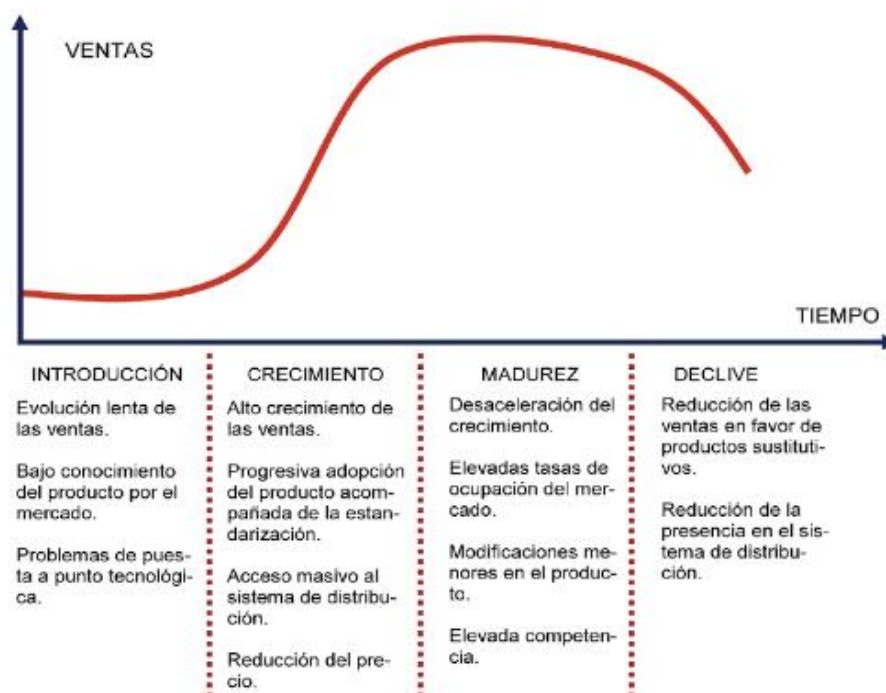 VENTAS
TIEMPO
INTRODUCCIÓN
Evolución lenta de
las ventas.
Bajo conocimiento
del producto por el
mercado.
Problemas de pues-
ta a punto tecnológi-
ca.
CRECIMIENTO
Alto crecimiento de
las ventas.
Progresiva adopción
del producto acom-
pañada de la estan-
darización.
Acceso masivo al
sistema de distribu-
ción.
Reducción del pre-
cio.
MADUREZ
Desaceleración del
crecimiento.
Elevadas tasas de
ocupación del mer-
cado.
Modificaciones me-
nores en el produc-
to.
Elevada competen-
cia.
DECLIVE
Reducción de las
ventas en favor de
productos sustituti-
vos.
Reducción de la
presencia en el sis-
tema de distribu-
ción.